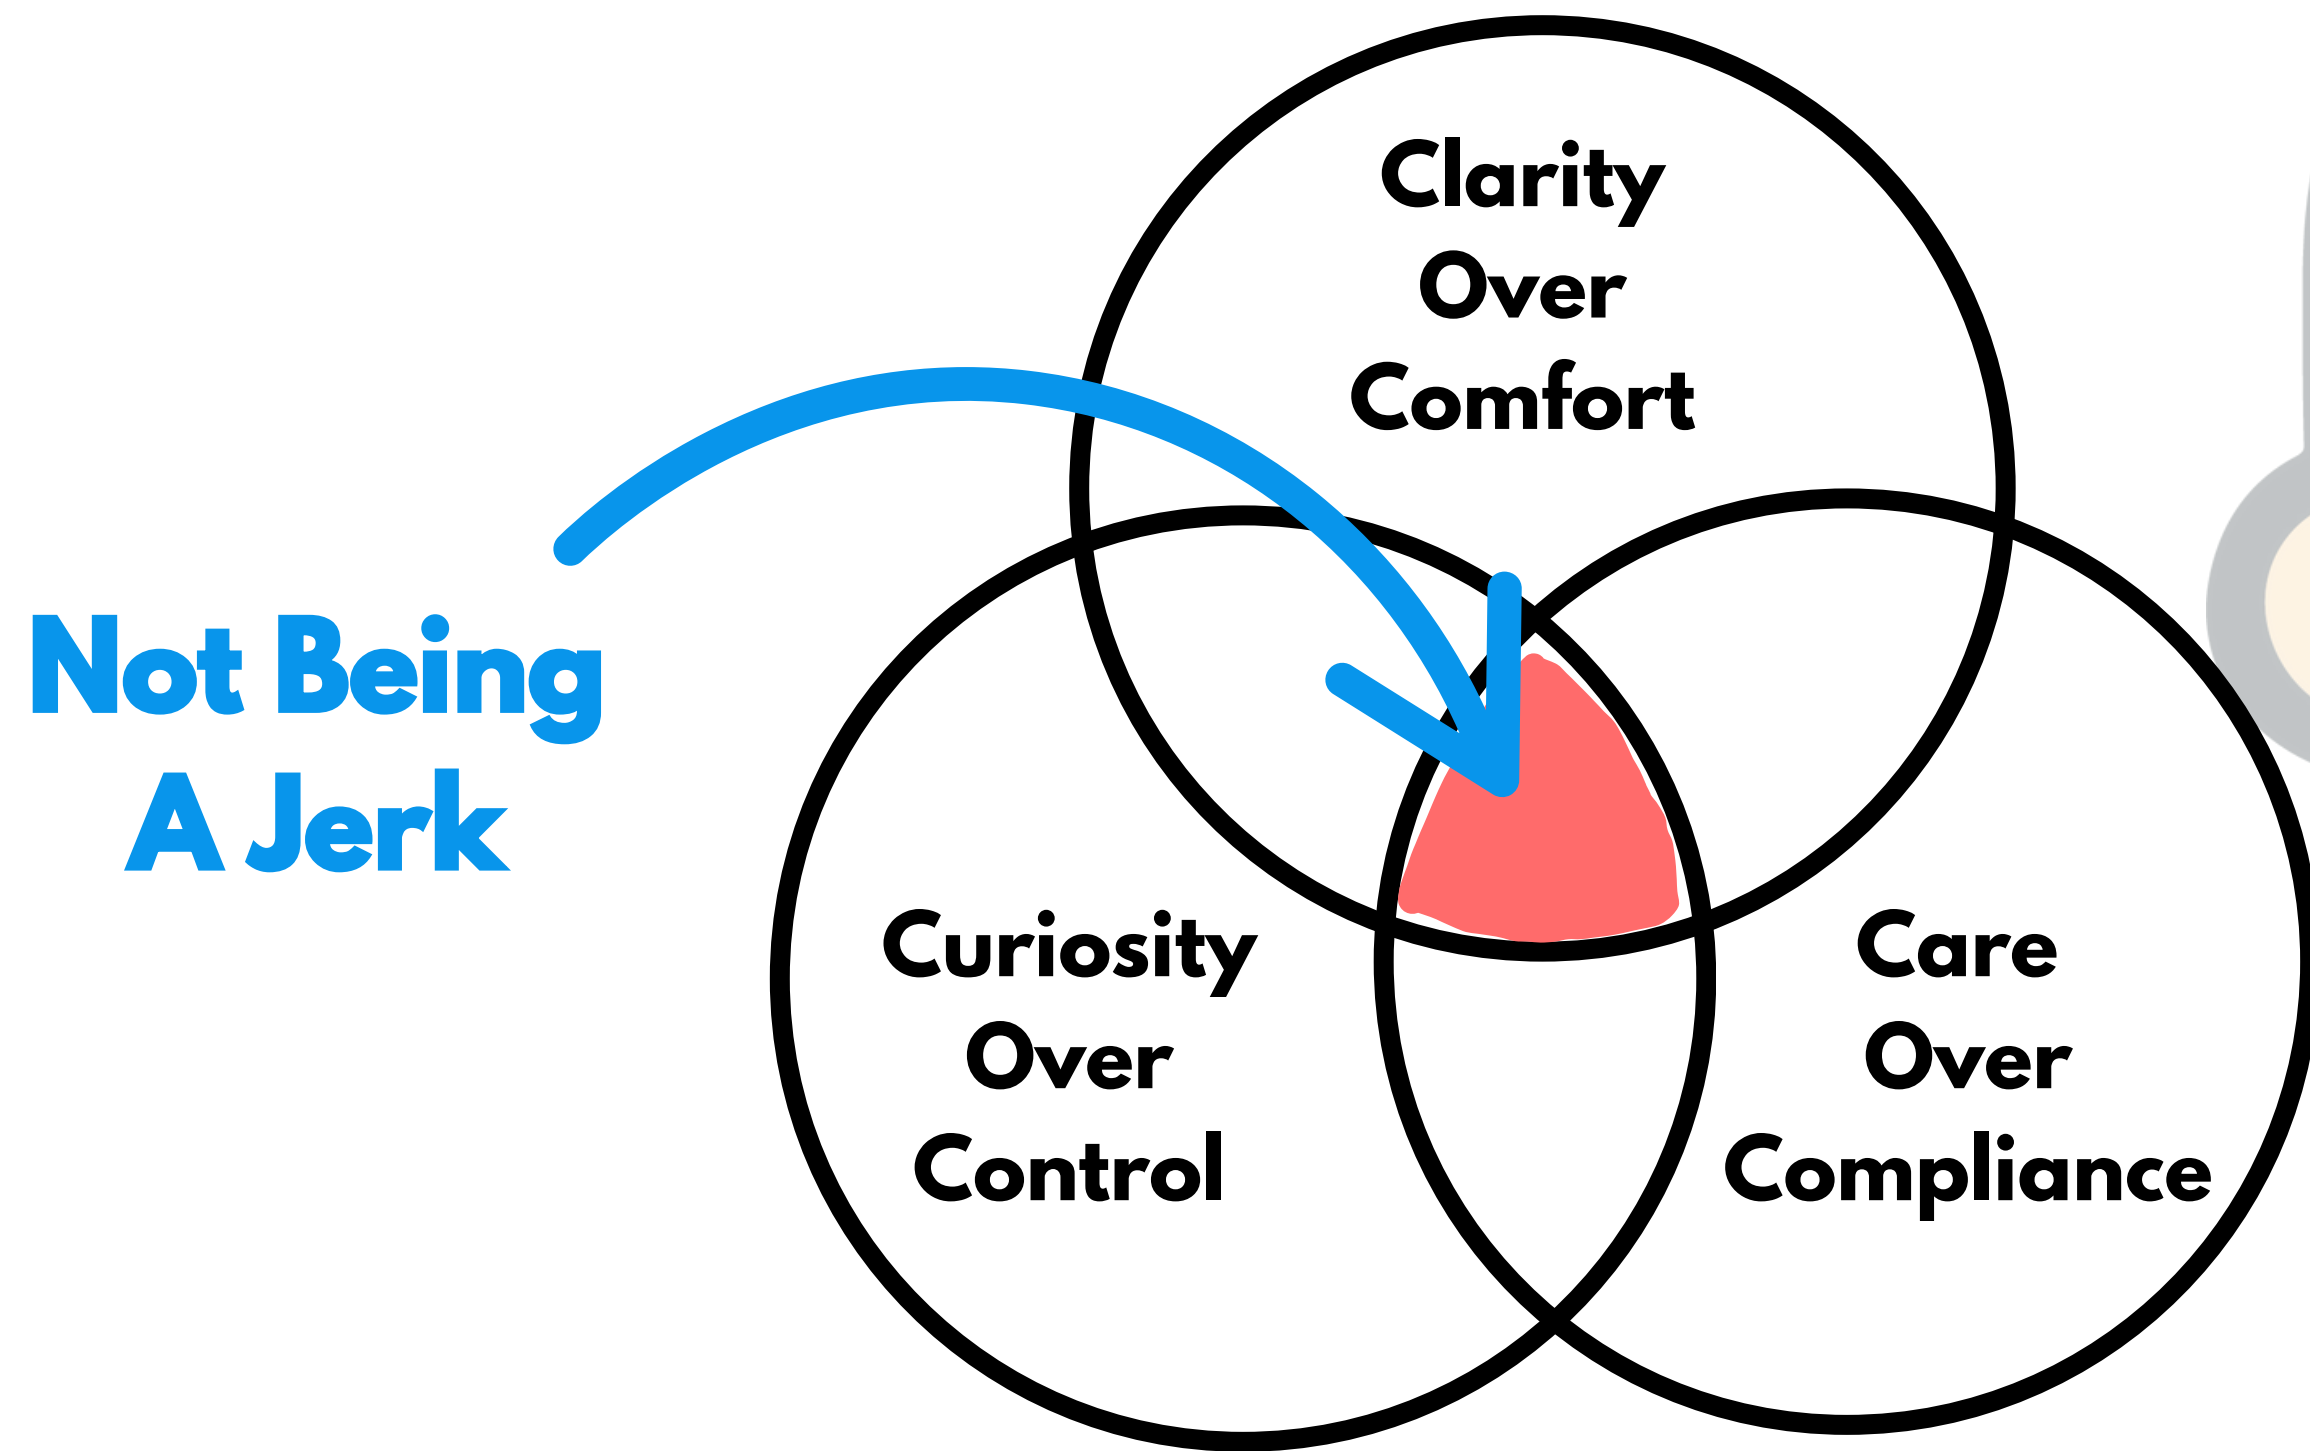 Clarity
Over
Comfort
Not Being
A Jerk
Curiosity
Over
Control
Care
Over
Compliance